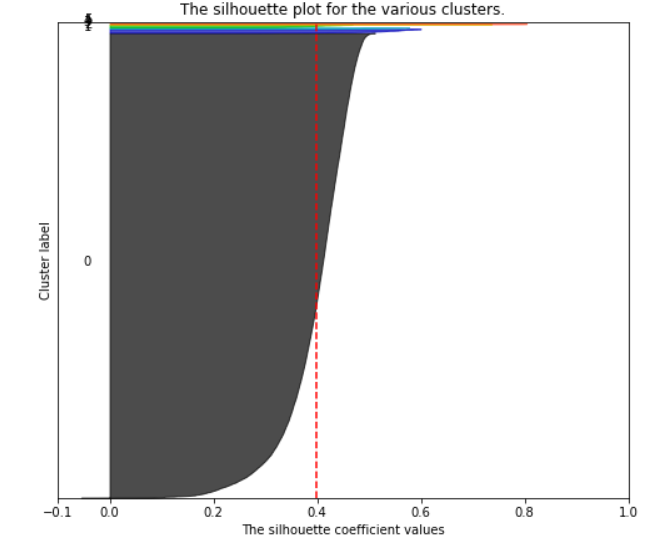 The silhouette plot for the various clusters.
Cluster label
0
−0.1 0.0 0.2 0.4 0.6 0.8 1.0
The silhouette coefficient values